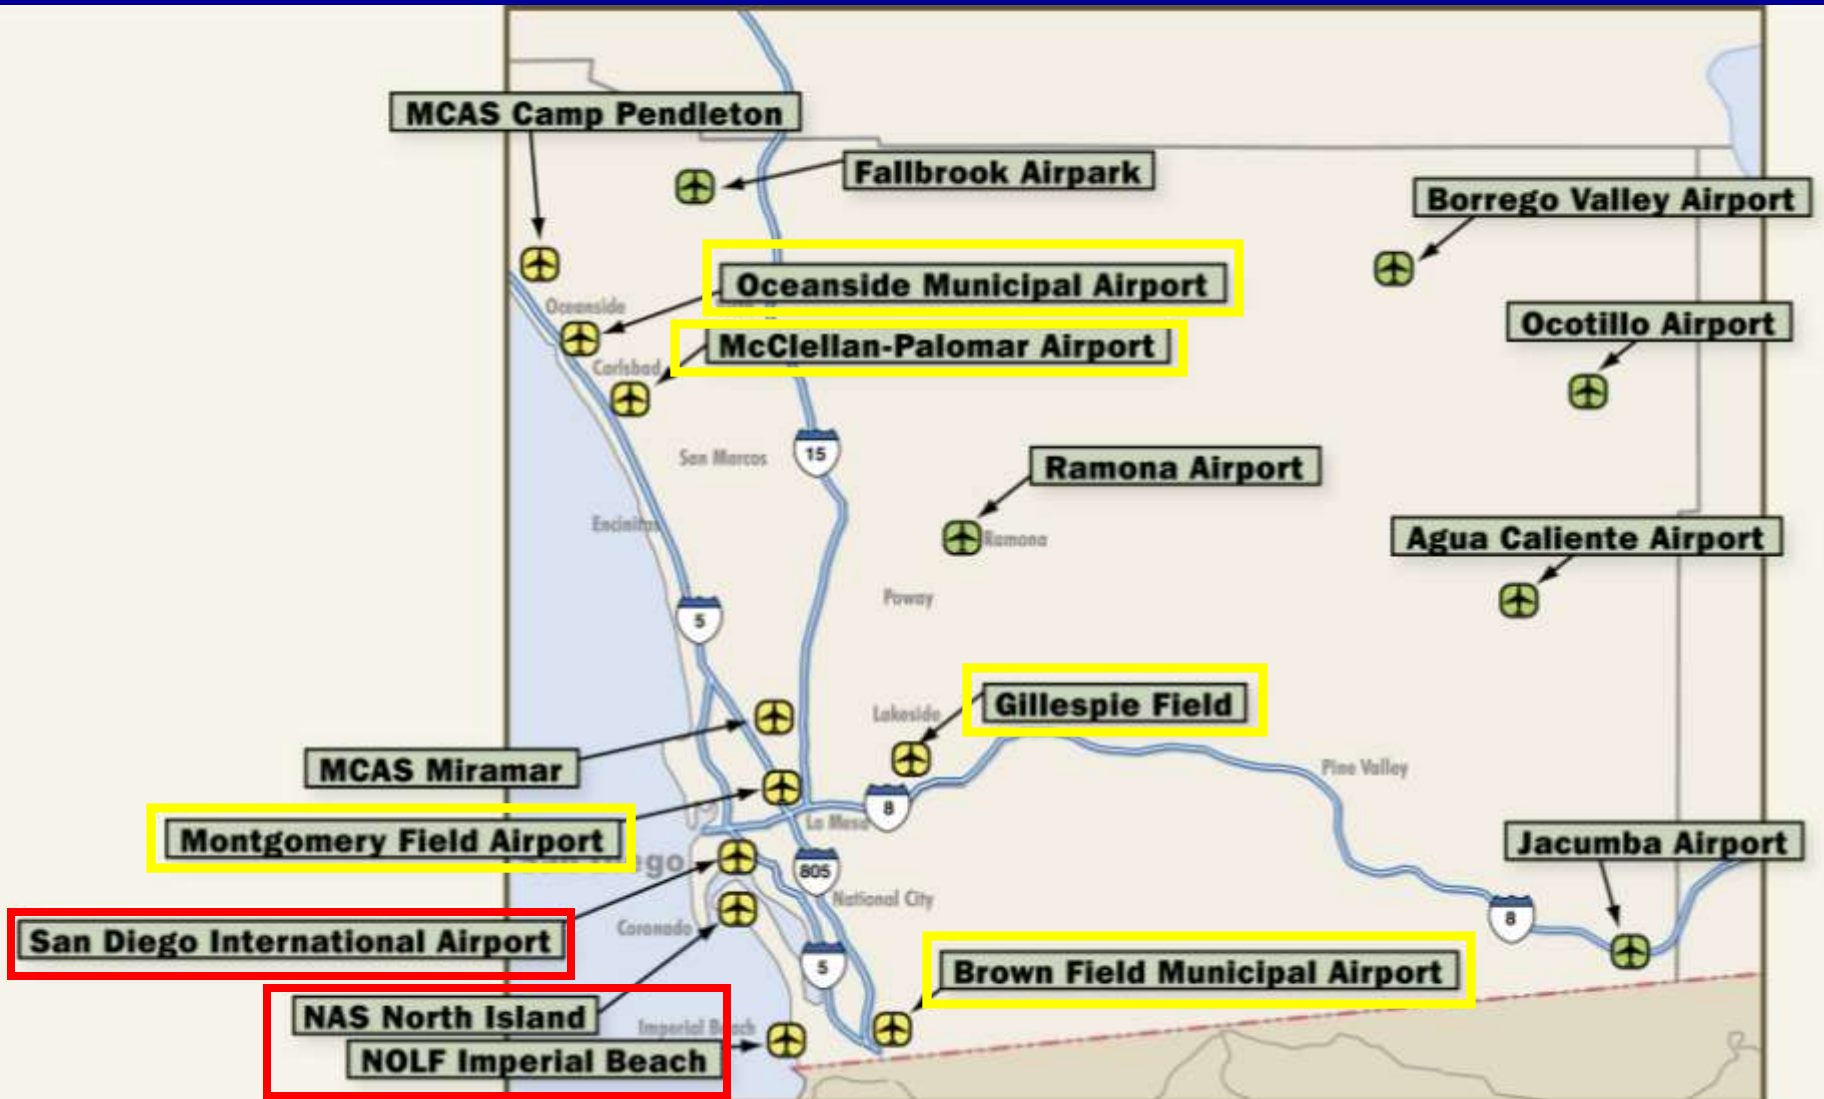 MCAS Camp Pendleton
Fallbrook Airpark
Borrego Valley Airport
Oceanside Municipal Airport
Oceanside
Ocotillo Airport
McClellan-Palomar Airport
Carlsbad
San Marcos
15
Ramona Airport
Encinitas
Ramona
Agua Caliente Airport
Poway
5
Gillespie Field
Lakeside
MCAS Miramar
Pine Valley
8
Montgomery Field Airport
La Mesa
Jacumba Airport
805
National City
8
Coronado
San Diego International Airport
5
Brown Field Municipal Airport
NAS North Island
Imperial Beach
NOLF Imperial Beach